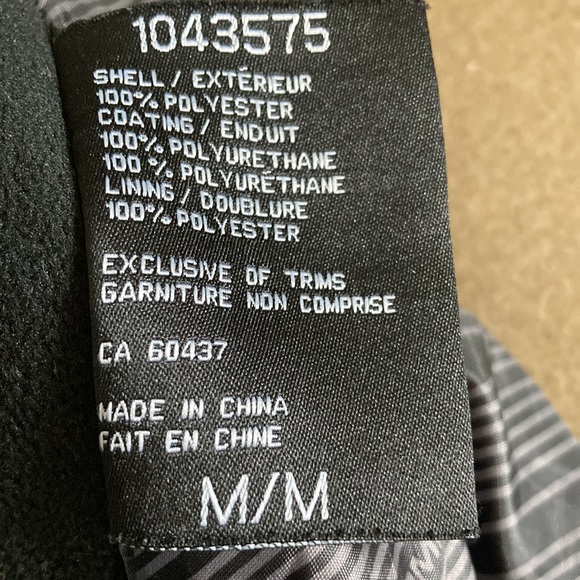 1043575
SHELL / EXTÉRIEUR
100% POLYESTER
COATING / ENDUIT
100% POLYURETHANE
100 % POLYURÉTHANE
LINING / DOUBLURE
100% POLYESTER
EXCLUSIVE OF TRIMS
GARNITURE NON COMPRISE
CA 60437
MADE IN CHINA
FAIT EN CHINE
M/M